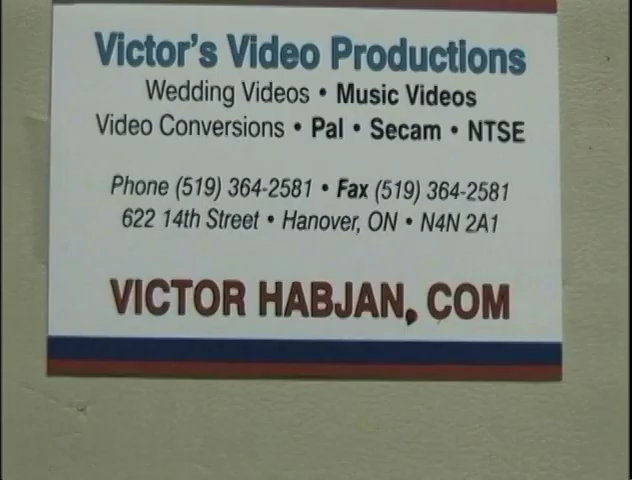 Victor's Video Productions
Wedding Videos • Music Videos
Video Conversions • Pal • Secam • NTSE
Phone (519) 364-2581 • Fax (519) 364-2581
622 14th Street • Hanover, ON • N4N 2A1
VICTOR HABJAN, COM